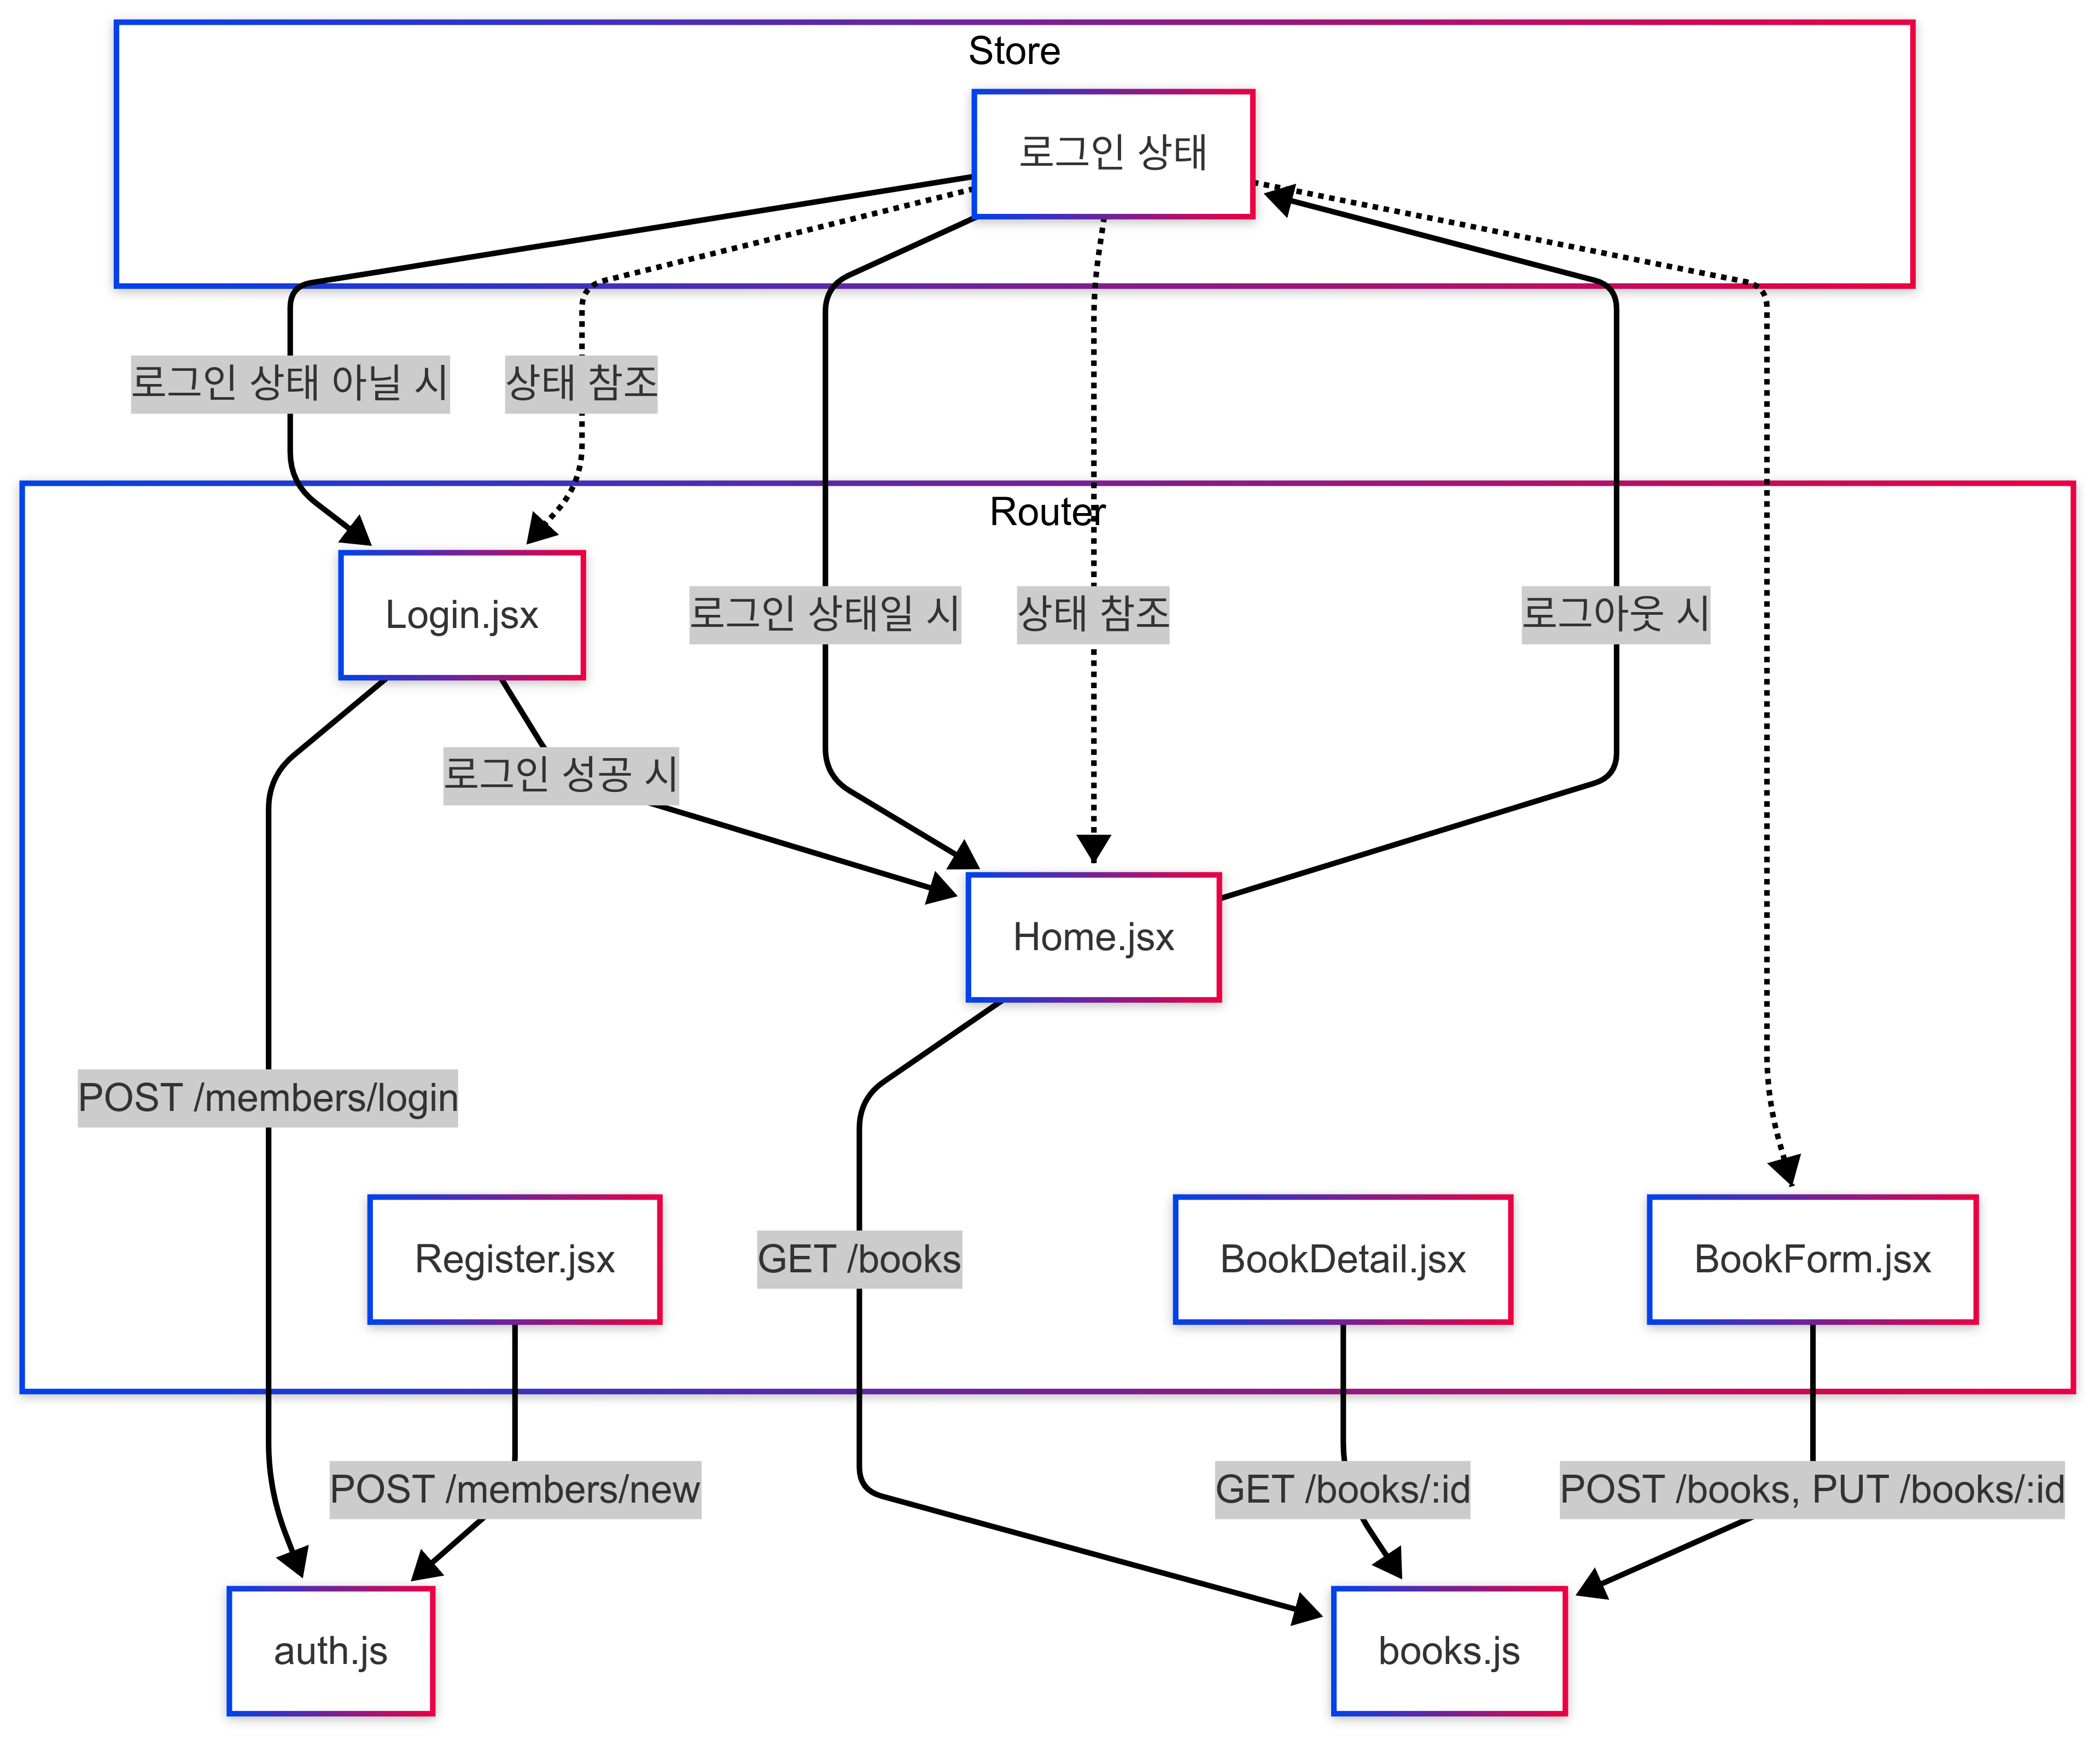 Store
로그인 상태
로그인 상태 아닐 시
상태 참조
Router
Login.jsx
로그인 상태일 시
상태 참조
로그아웃 시
로그인 성공 시
Home.jsx
POST /members/login
Register.jsx
GET /books
BookDetail.jsx
BookForm.jsx
POST /members/new
GET /books/:id
POST /books, PUT /books/:id
auth.js
books.js